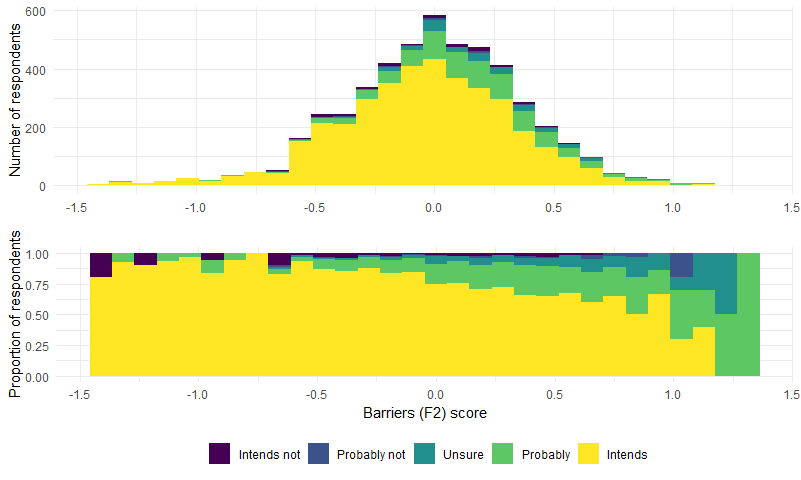 Number of respondents
600
400
200
0
-1.5 -1.0 -0.5 0.0 0.5 1.0 1.5
Proportion of respondents
1.00
0.75
0.50
0.25
0.00
-1.5 -1.0 -0.5 0.0 0.5 1.0 1.5
Barriers (F2) score
Intends not Probably not Unsure Probably Intends